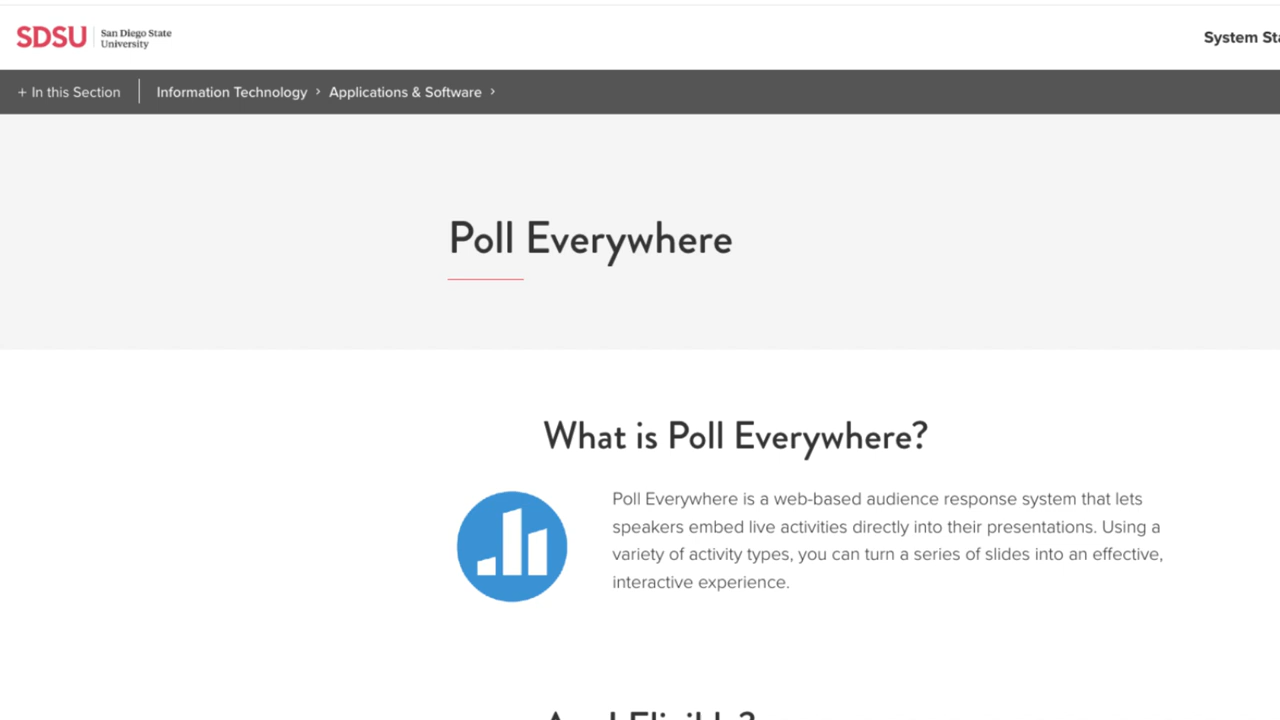 SDSU
San Diego State
University
System
+ In this Section
Information Technology > Applications & Software >
Poll Everywhere
What is Poll Everywhere?
Poll Everywhere is a web-based audience response system that lets
speakers embed live activities directly into their presentations. Using a
variety of activity types, you can turn a series of slides into an effective,
interactive experience.